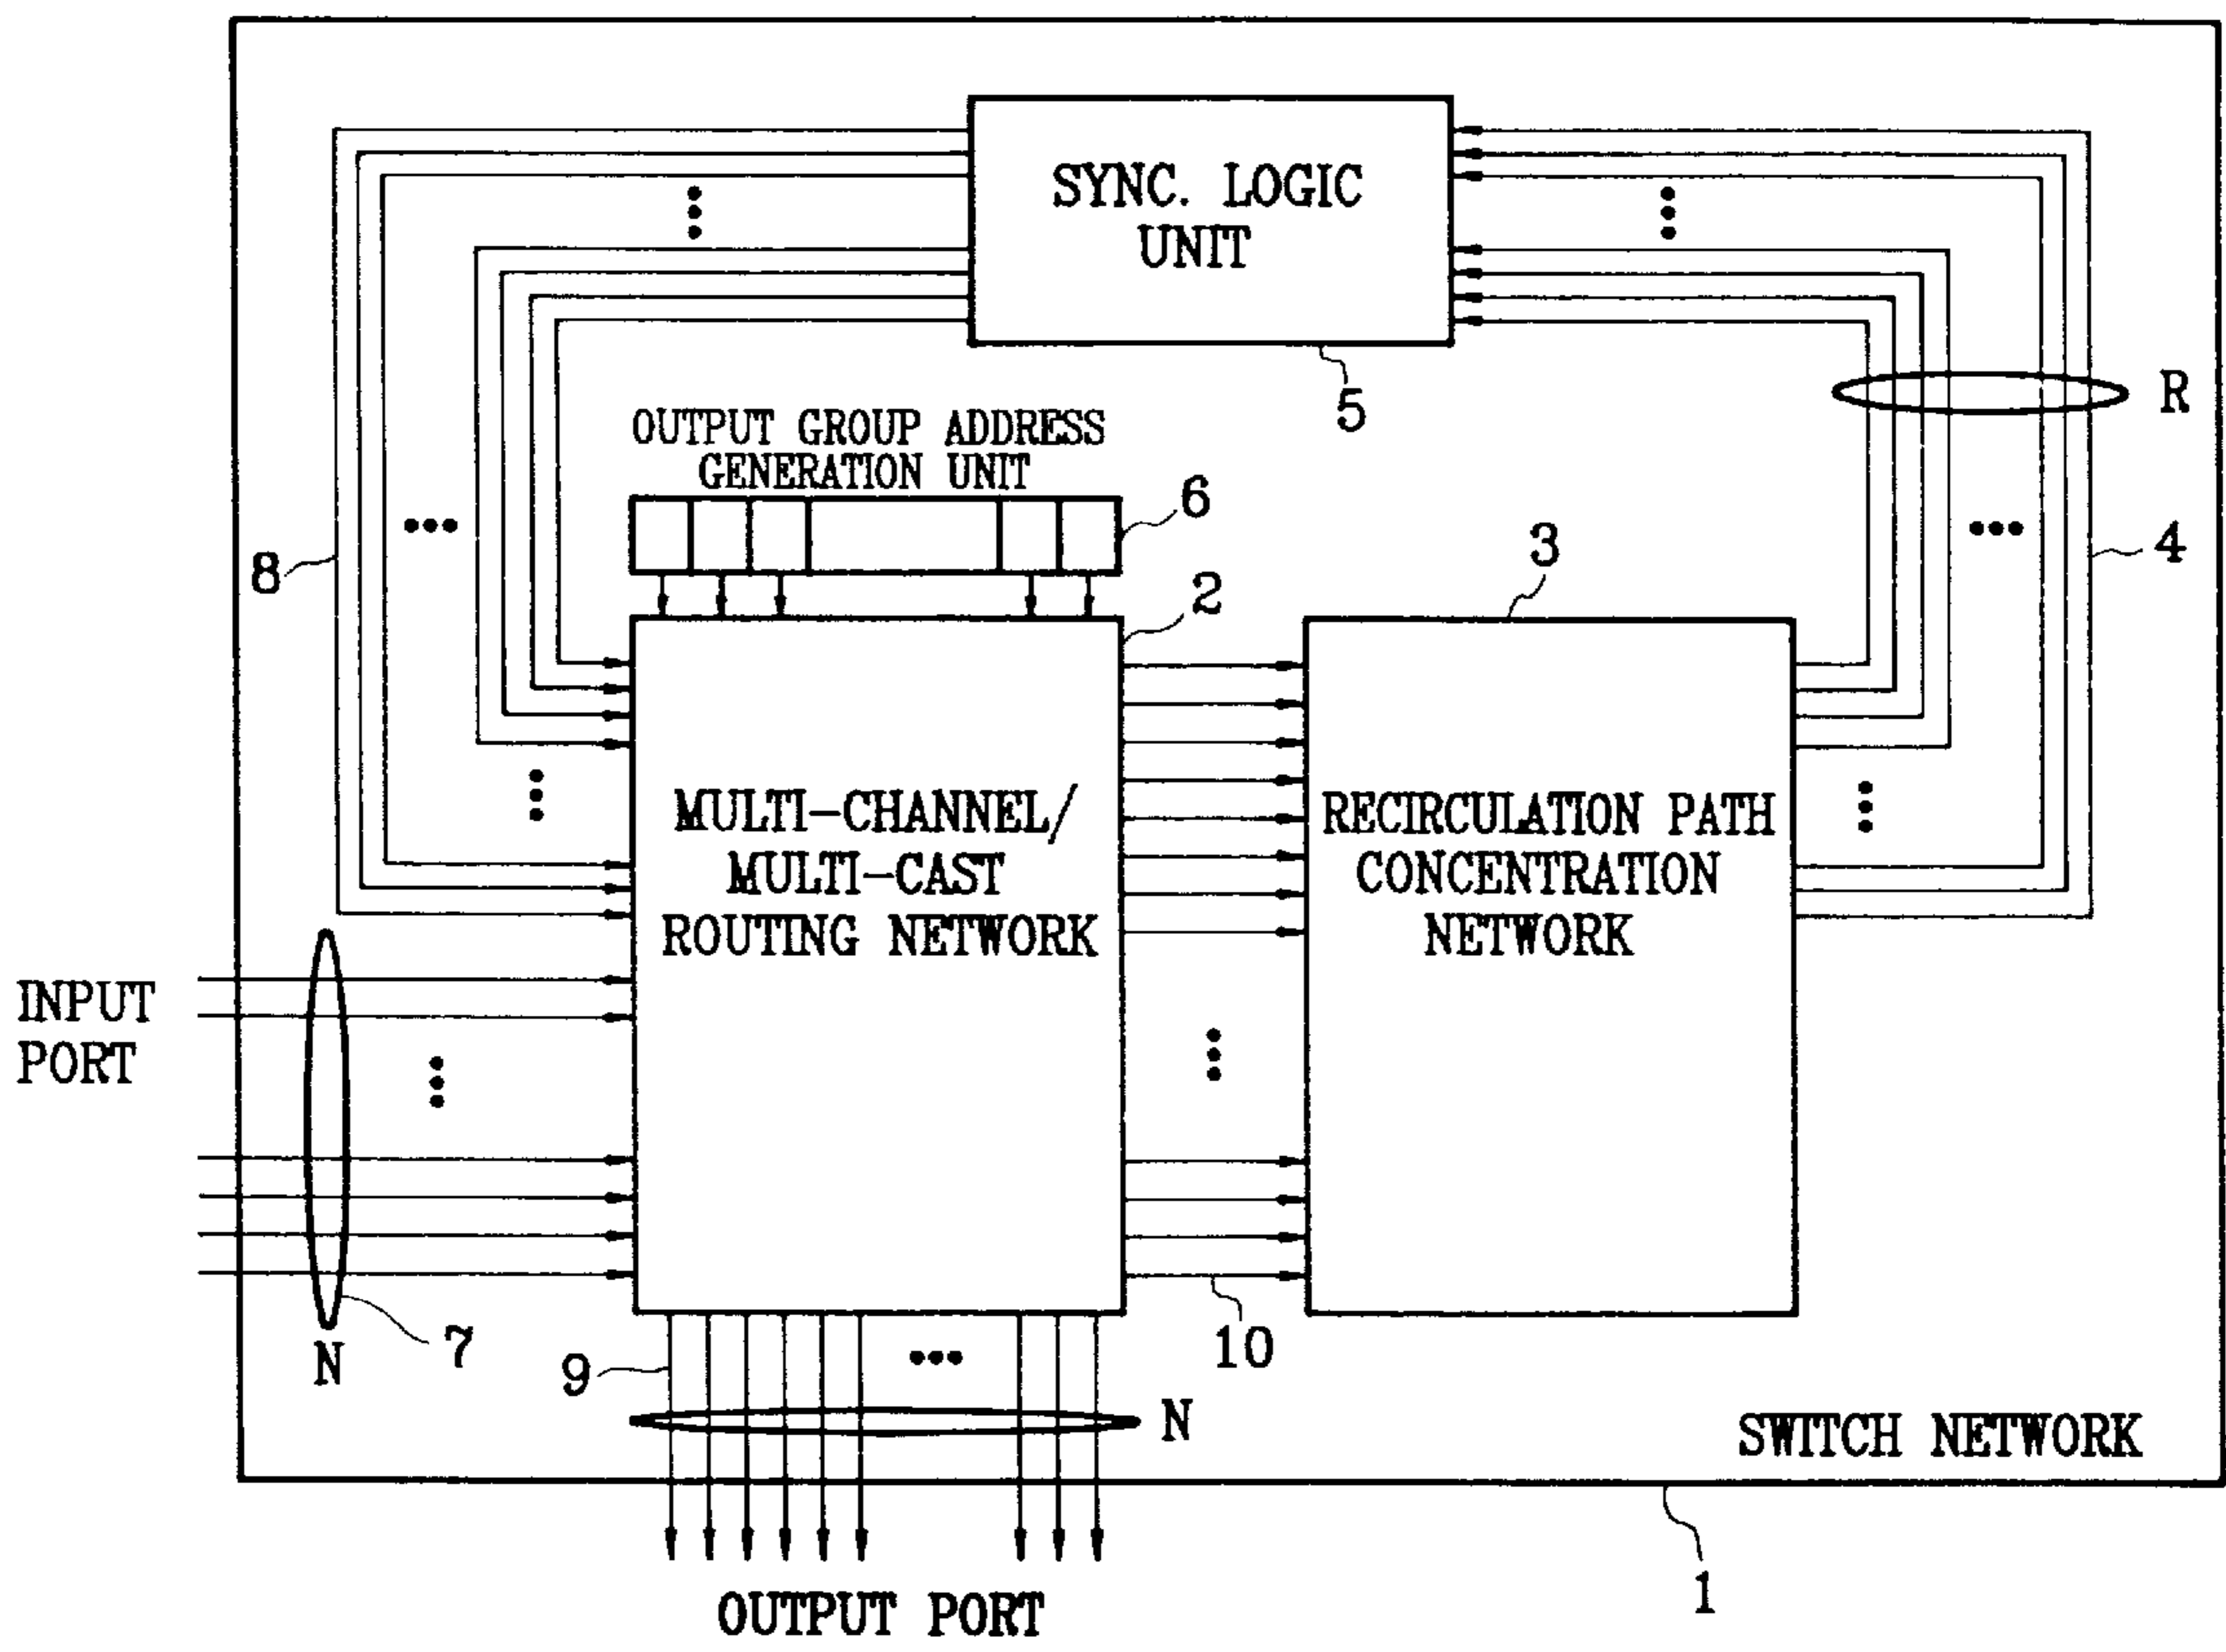 SYNC. LOGIC
UNIT
5
R
OUTPUT GROUP ADDRESS
GENERATION UNIT
6
8
2
3
4
MULTI-CHANNEL/
MULTI-CAST
ROUTING NETWORK
RECIRCULATION PATH
CONCENTRATION
NETWORK
INPUT
PORT
7
N
9
10
N
SWITCH NETWORK
1
OUTPUT PORT